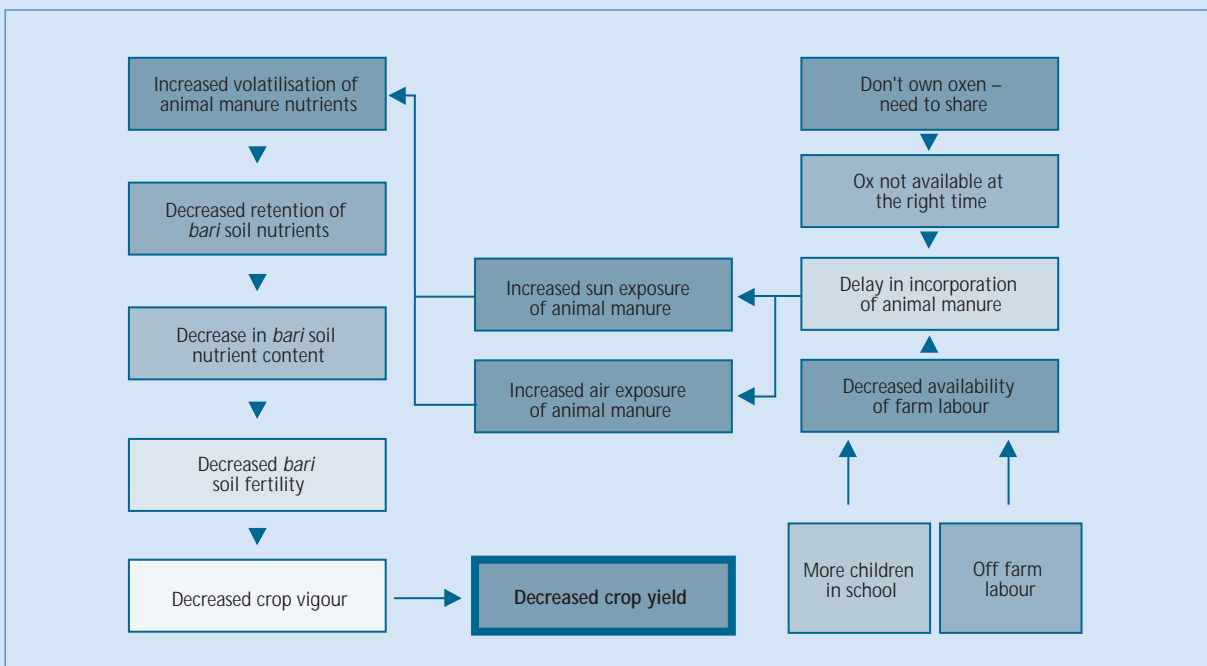 Increased volatilisation of
animal manure nutrients
Decreased retention of
bari soil nutrients
Decrease in bari soil
nutrient content
Decreased bari
soil fertility
Decreased crop vigour
Decreased crop yield
Increased sun exposure
of animal manure
Increased air exposure
of animal manure
Don't own oxen –
need to share
Ox not available at
the right time
Delay in incorporation
of animal manure
Decreased availability
of farm labour
More children
in school
Off farm
labour